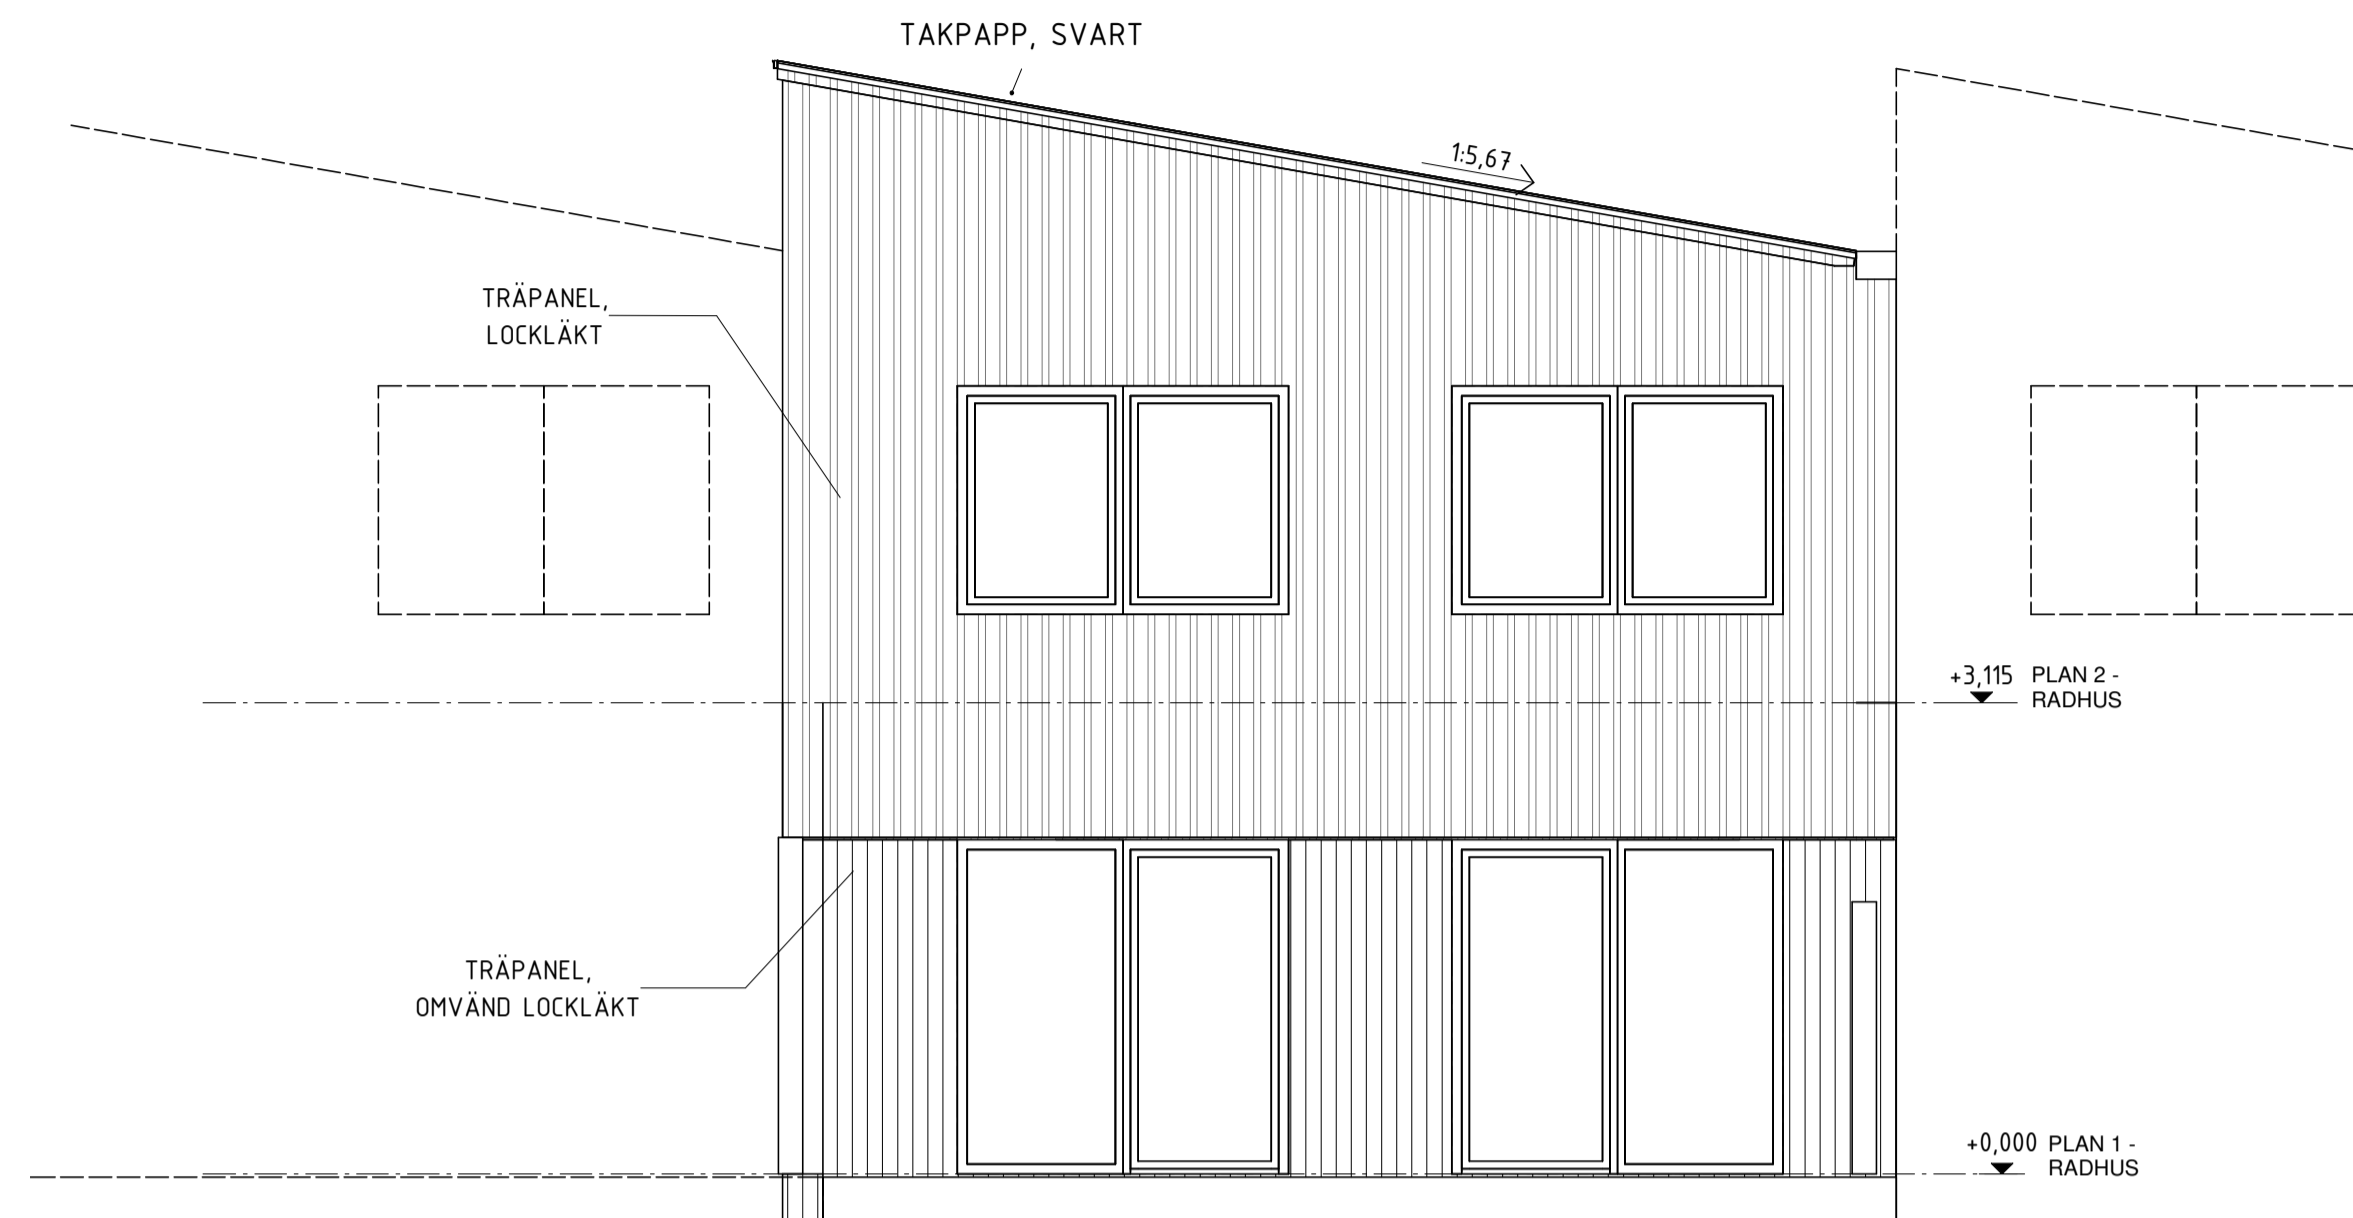 TAKPAPP, SVART
1:5,67
TRÄPANEL,
LOCKLÄKT
+3,115 PLAN 2 -
RADHUS
TRÄPANEL,
OMVÄND LOCKLÄKT
+0,000 PLAN 1 -
RADHUS